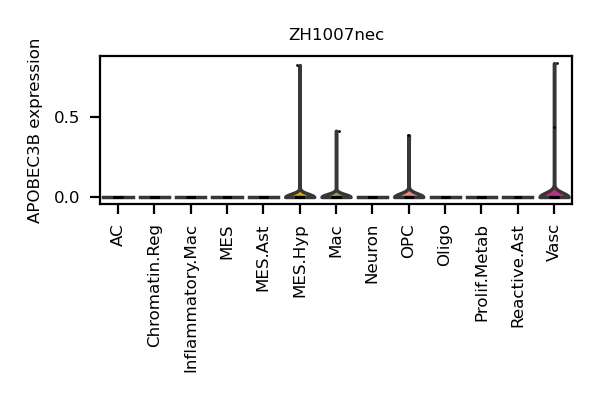 ZH1007nec
APOBEC3B expression
0.5
0.0
AC
Chromatin.Reg
Inflammatory.Mac
MES
MES.Ast
MES.Hyp
Mac
Neuron
OPC
Oligo
Prolif.Metab
Reactive.Ast
Vasc